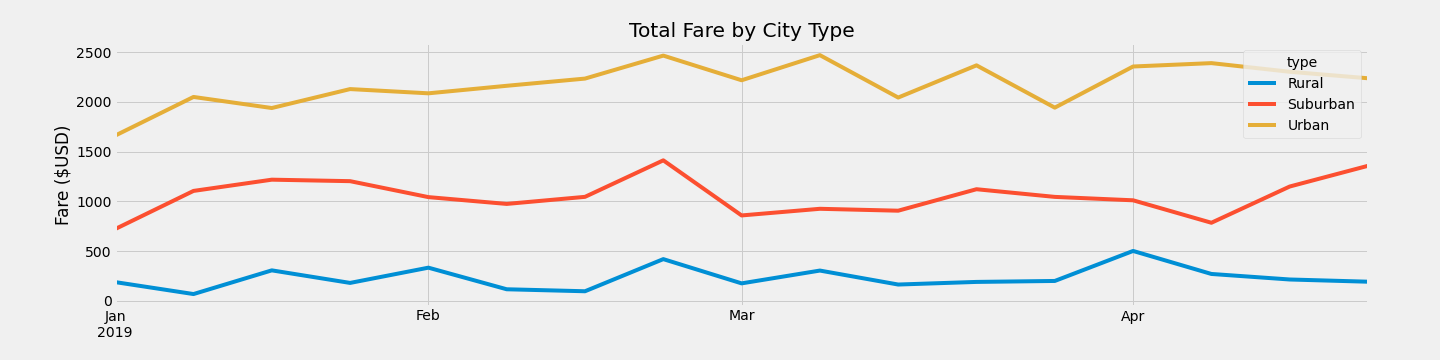 Total Fare by City Type
Fare ($USD)
2500
2000
1500
1000
500
0
type
Rural
Suburban
Urban
Jan Feb Mar Apr
2019